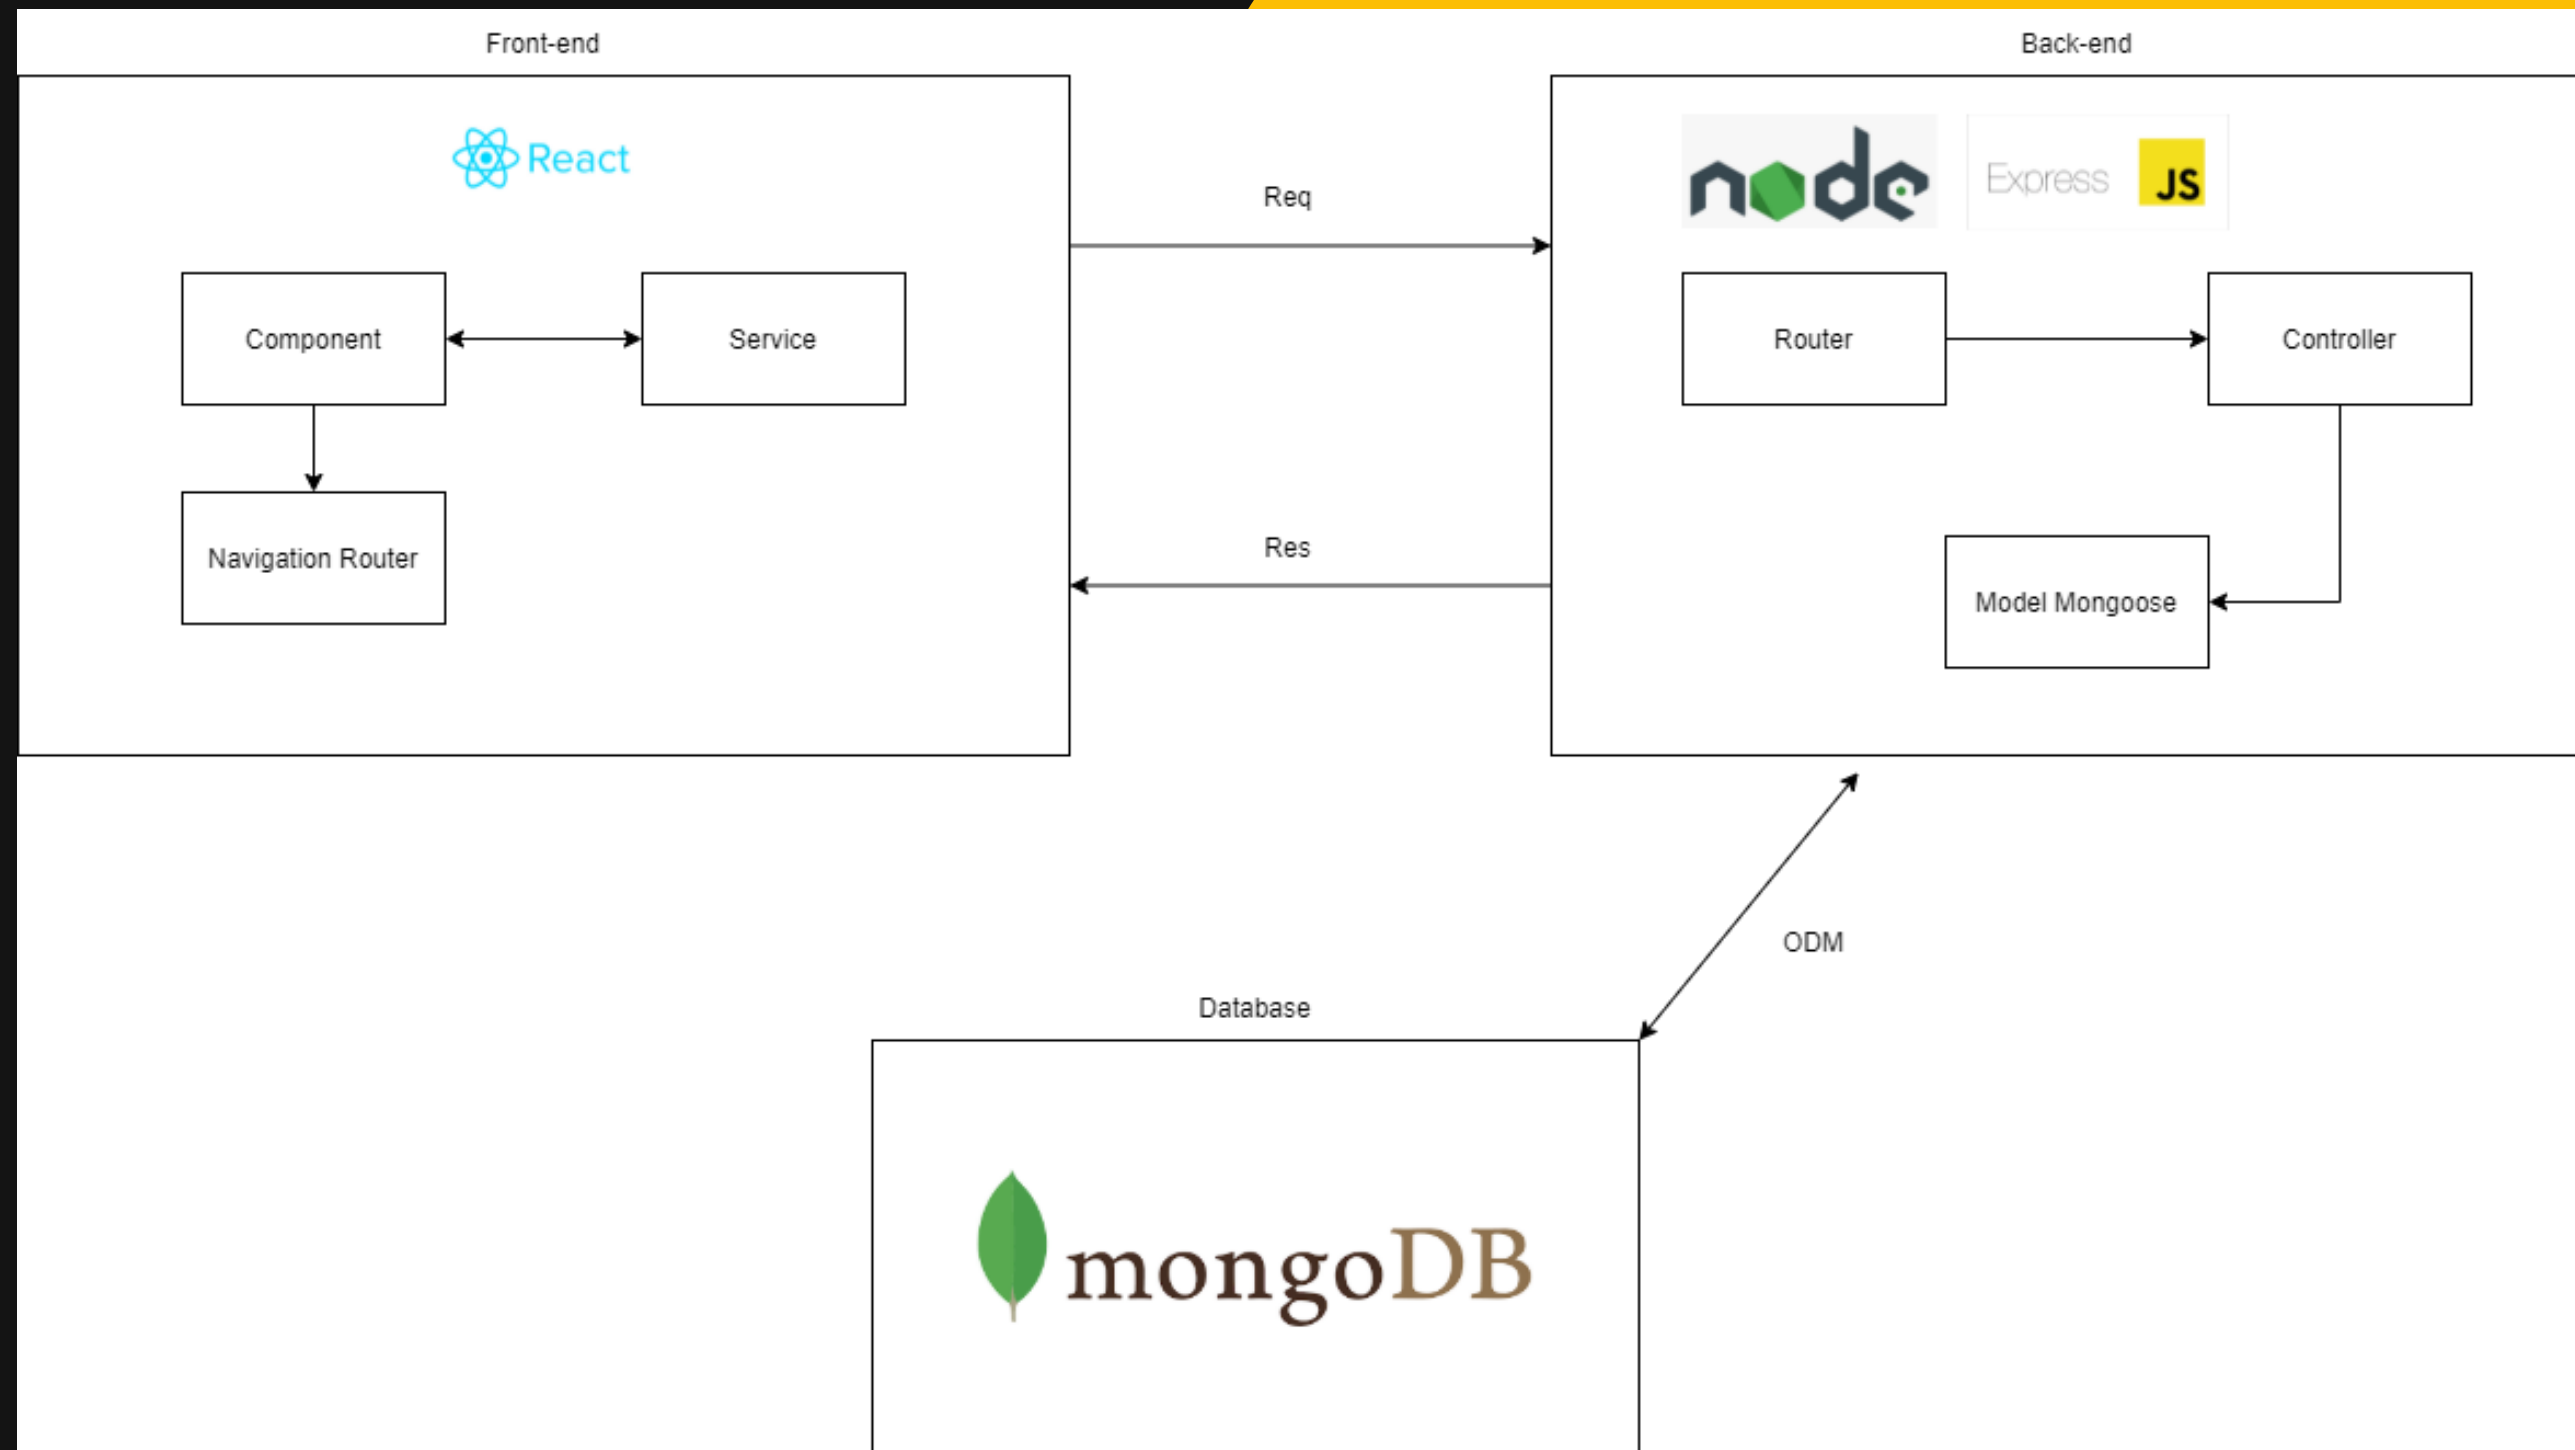 Front-end
Back-end
React
node
Express
JS
Req
Component
Service
Router
Controller
Res
Navigation Router
Model Mongoose
ODM
Database
mongoDB